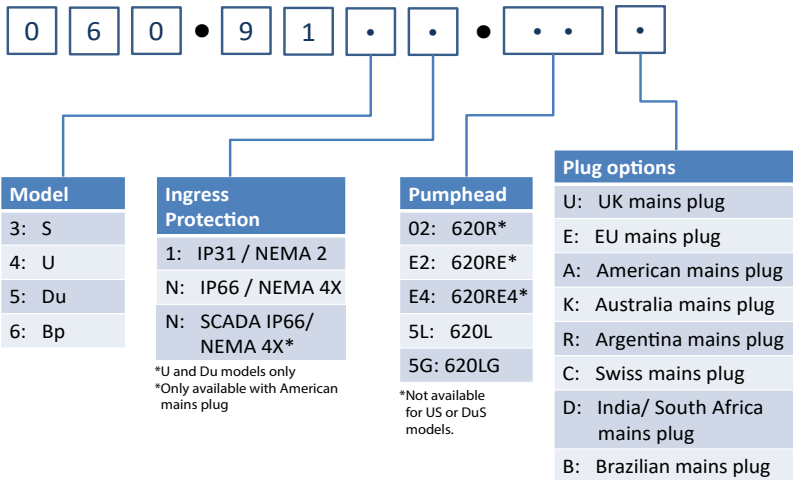 0 6 0 • 9 1 • • • • • •
Model
3: S
4: U
5: Du
6: Bp
Ingress
Protection
1: IP31 / NEMA 2
N: IP66 / NEMA 4X
N: SCADA IP66/
NEMA 4X*
*U and Du models only
*Only available with American
mains plug
Pumphead
02: 620R*
E2: 620RE*
E4: 620RE4*
5L: 620L
5G: 620LG
*Not available
for US or DuS
models.
Plug options
U: UK mains plug
E: EU mains plug
A: American mains plug
K: Australia mains plug
R: Argentina mains plug
C: Swiss mains plug
D: India/ South Africa
mains plug
B: Brazilian mains plug